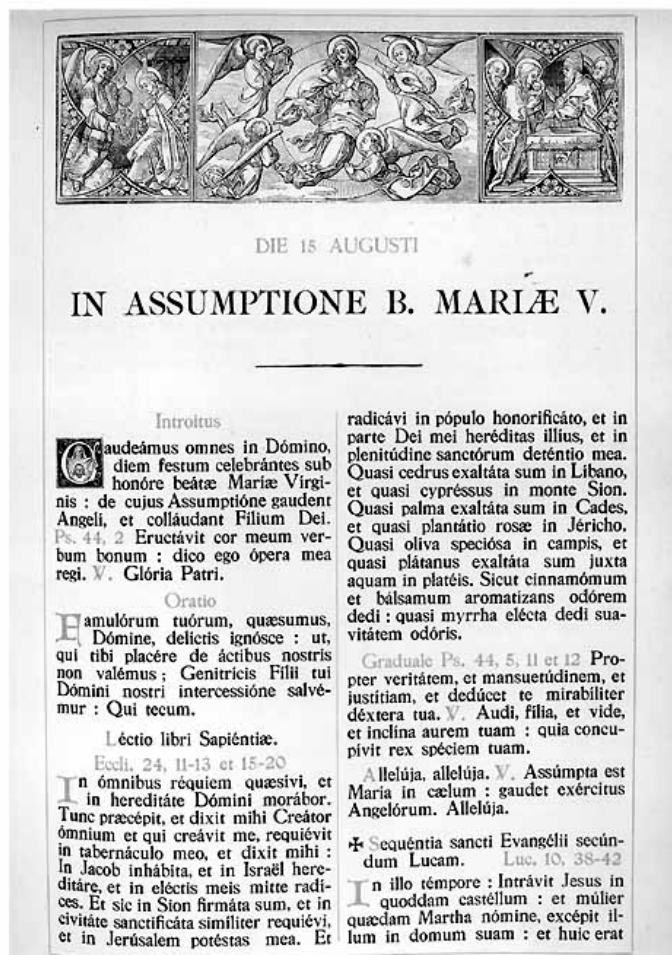 DIE 15 AUGUSTI
IN ASSUMPTIONE B. MARIÆ V.
Introitus
Gaudeámus omnes in Dómino,
diem festum celebrántes sub
honóre beátæ Maríæ Vírgi-
nis : de cujus Assumptióne gaudent
Angeli, et colláudant Fílium Dei.
Ps. 44, 2 Eructávit cor meum ver-
bum bonum : dico ego ópera mea
regi. ℣. Glória Patri.
Oratio
Famulórum tuórum, quæsumus,
Dómine, delíctis ignósce : ut,
qui tibi placére de áctibus nostris
non valémus ; Genitrícis Fílii tui
Dómini nostri intercessióne salvé-
mur : Qui tecum.
Léctio libri Sapiéntiæ.
Eccli. 24, 11-13 et 15-20
In ómnibus réquiem quæsívi, et
in hereditáte Dómini morábor.
Tunc præcépit, et dixit mihi Creátor
ómnium et qui creávit me, requiévit
in tabernáculo meo, et dixit mihi :
In Jacob inhábita, et in Israël here-
ditáre, et in eléctis meis mitte radí-
ces. Et sic in Sion firmáta sum, et in
civitáte sanctificáta simíliter requiévi,
et in Jerúsalem potéstas mea. Et
radicávi in pópulo honorificáto, et in
parte Dei mei heréditas illíus, et in
plenitúdine sanctórum deténtio mea.
Quasi cedrus exaltáta sum in Líbano,
et quasi cypréssus in monte Sion.
Quasi palma exaltáta sum in Cades,
et quasi plantátio rosæ in Jéricho.
Quasi oliva speciósa in campis, et
quasi plátanus exaltáta sum juxta
aquam in platéis. Sicut cinnamómum
et bálsamum aromatízans odórem
dedi : quasi myrrha elécta dedi sua-
vitátem odóris.
Graduale Ps. 44, 5, 11 et 12 Pro-
pter veritátem, et mansuetúdinem, et
justítiam, et dedúcet te mirabíliter
déxtera tua. ℣. Audi, fília, et vide,
et inclína aurem tuam : quia concu-
pívit rex spéciem tuam.
Allelúja, allelúja. ℣. Assúmpta est
María in cælum : gaudet exércitus
Angelórum. Allelúja.
✠ Sequéntia sancti Evangélii secún-
dum Lucam. Luc. 10, 38-42
In illo témpore : Intrávit Jesus in
quoddam castéllum : et múlier
quædam Martha nómine, excépit il-
lum in domum suam : et huic erat